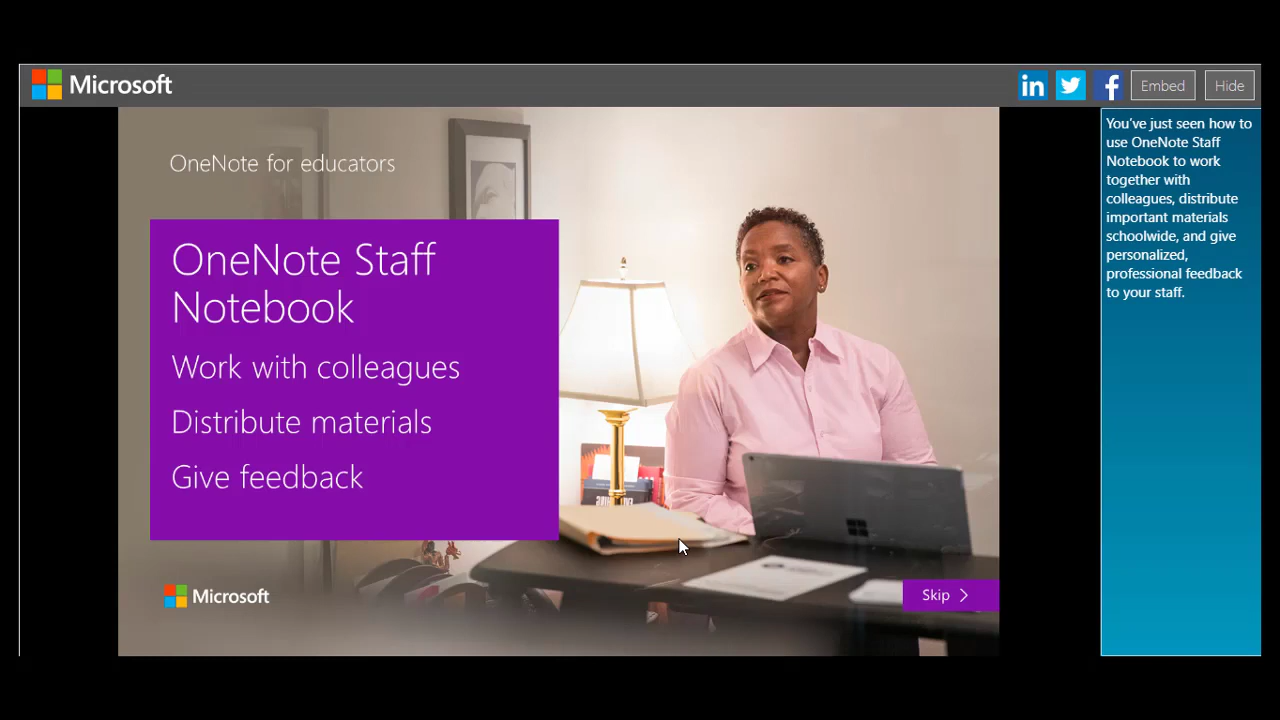 Microsoft
in
Embed
Hide
OneNote for educators
OneNote Staff
Notebook
Work with colleagues
Distribute materials
Give feedback
Microsoft
Skip
You've just seen how to
use OneNote Staff
Notebook to work
together with
colleagues, distribute
important materials
schoolwide, and give
personalized,
professional feedback
to your staff.